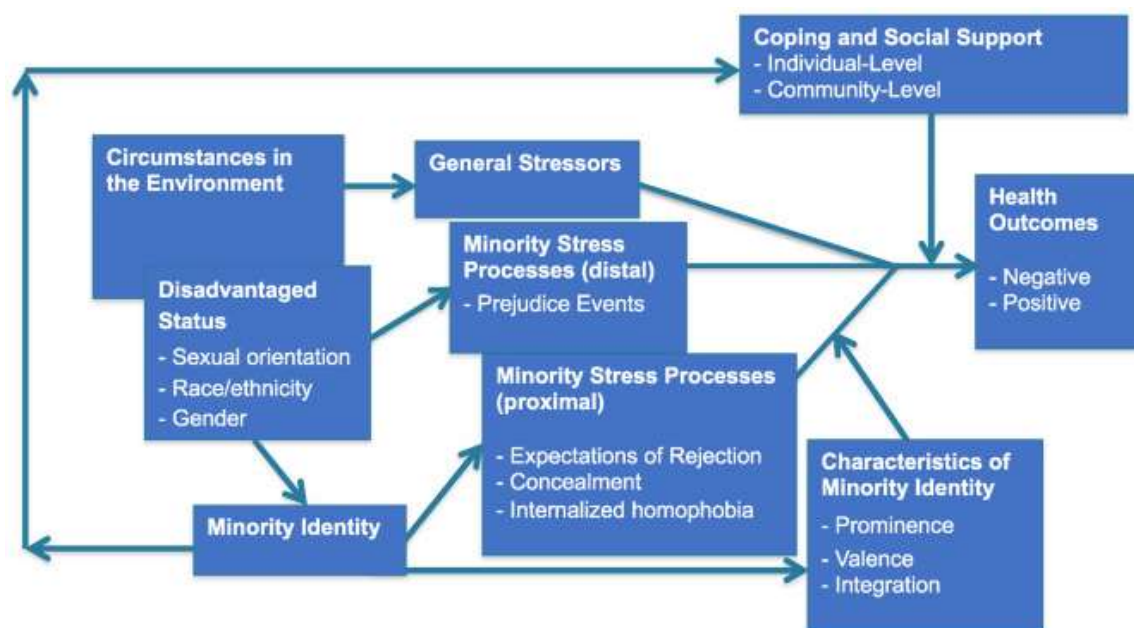 Coping and Social Support
- Individual-Level
- Community-Level
Circumstances in
the Environment
General Stressors
Health
Outcomes
- Negative
- Positive
Minority Stress
Processes (distal)
- Prejudice Events
Disadvantaged
Status
- Sexual orientation
- Race/ethnicity
- Gender
Minority Stress Processes
(proximal)
- Expectations of Rejection
- Concealment
- Internalized homophobia
Characteristics of
Minority Identity
- Prominence
- Valence
- Integration
Minority Identity